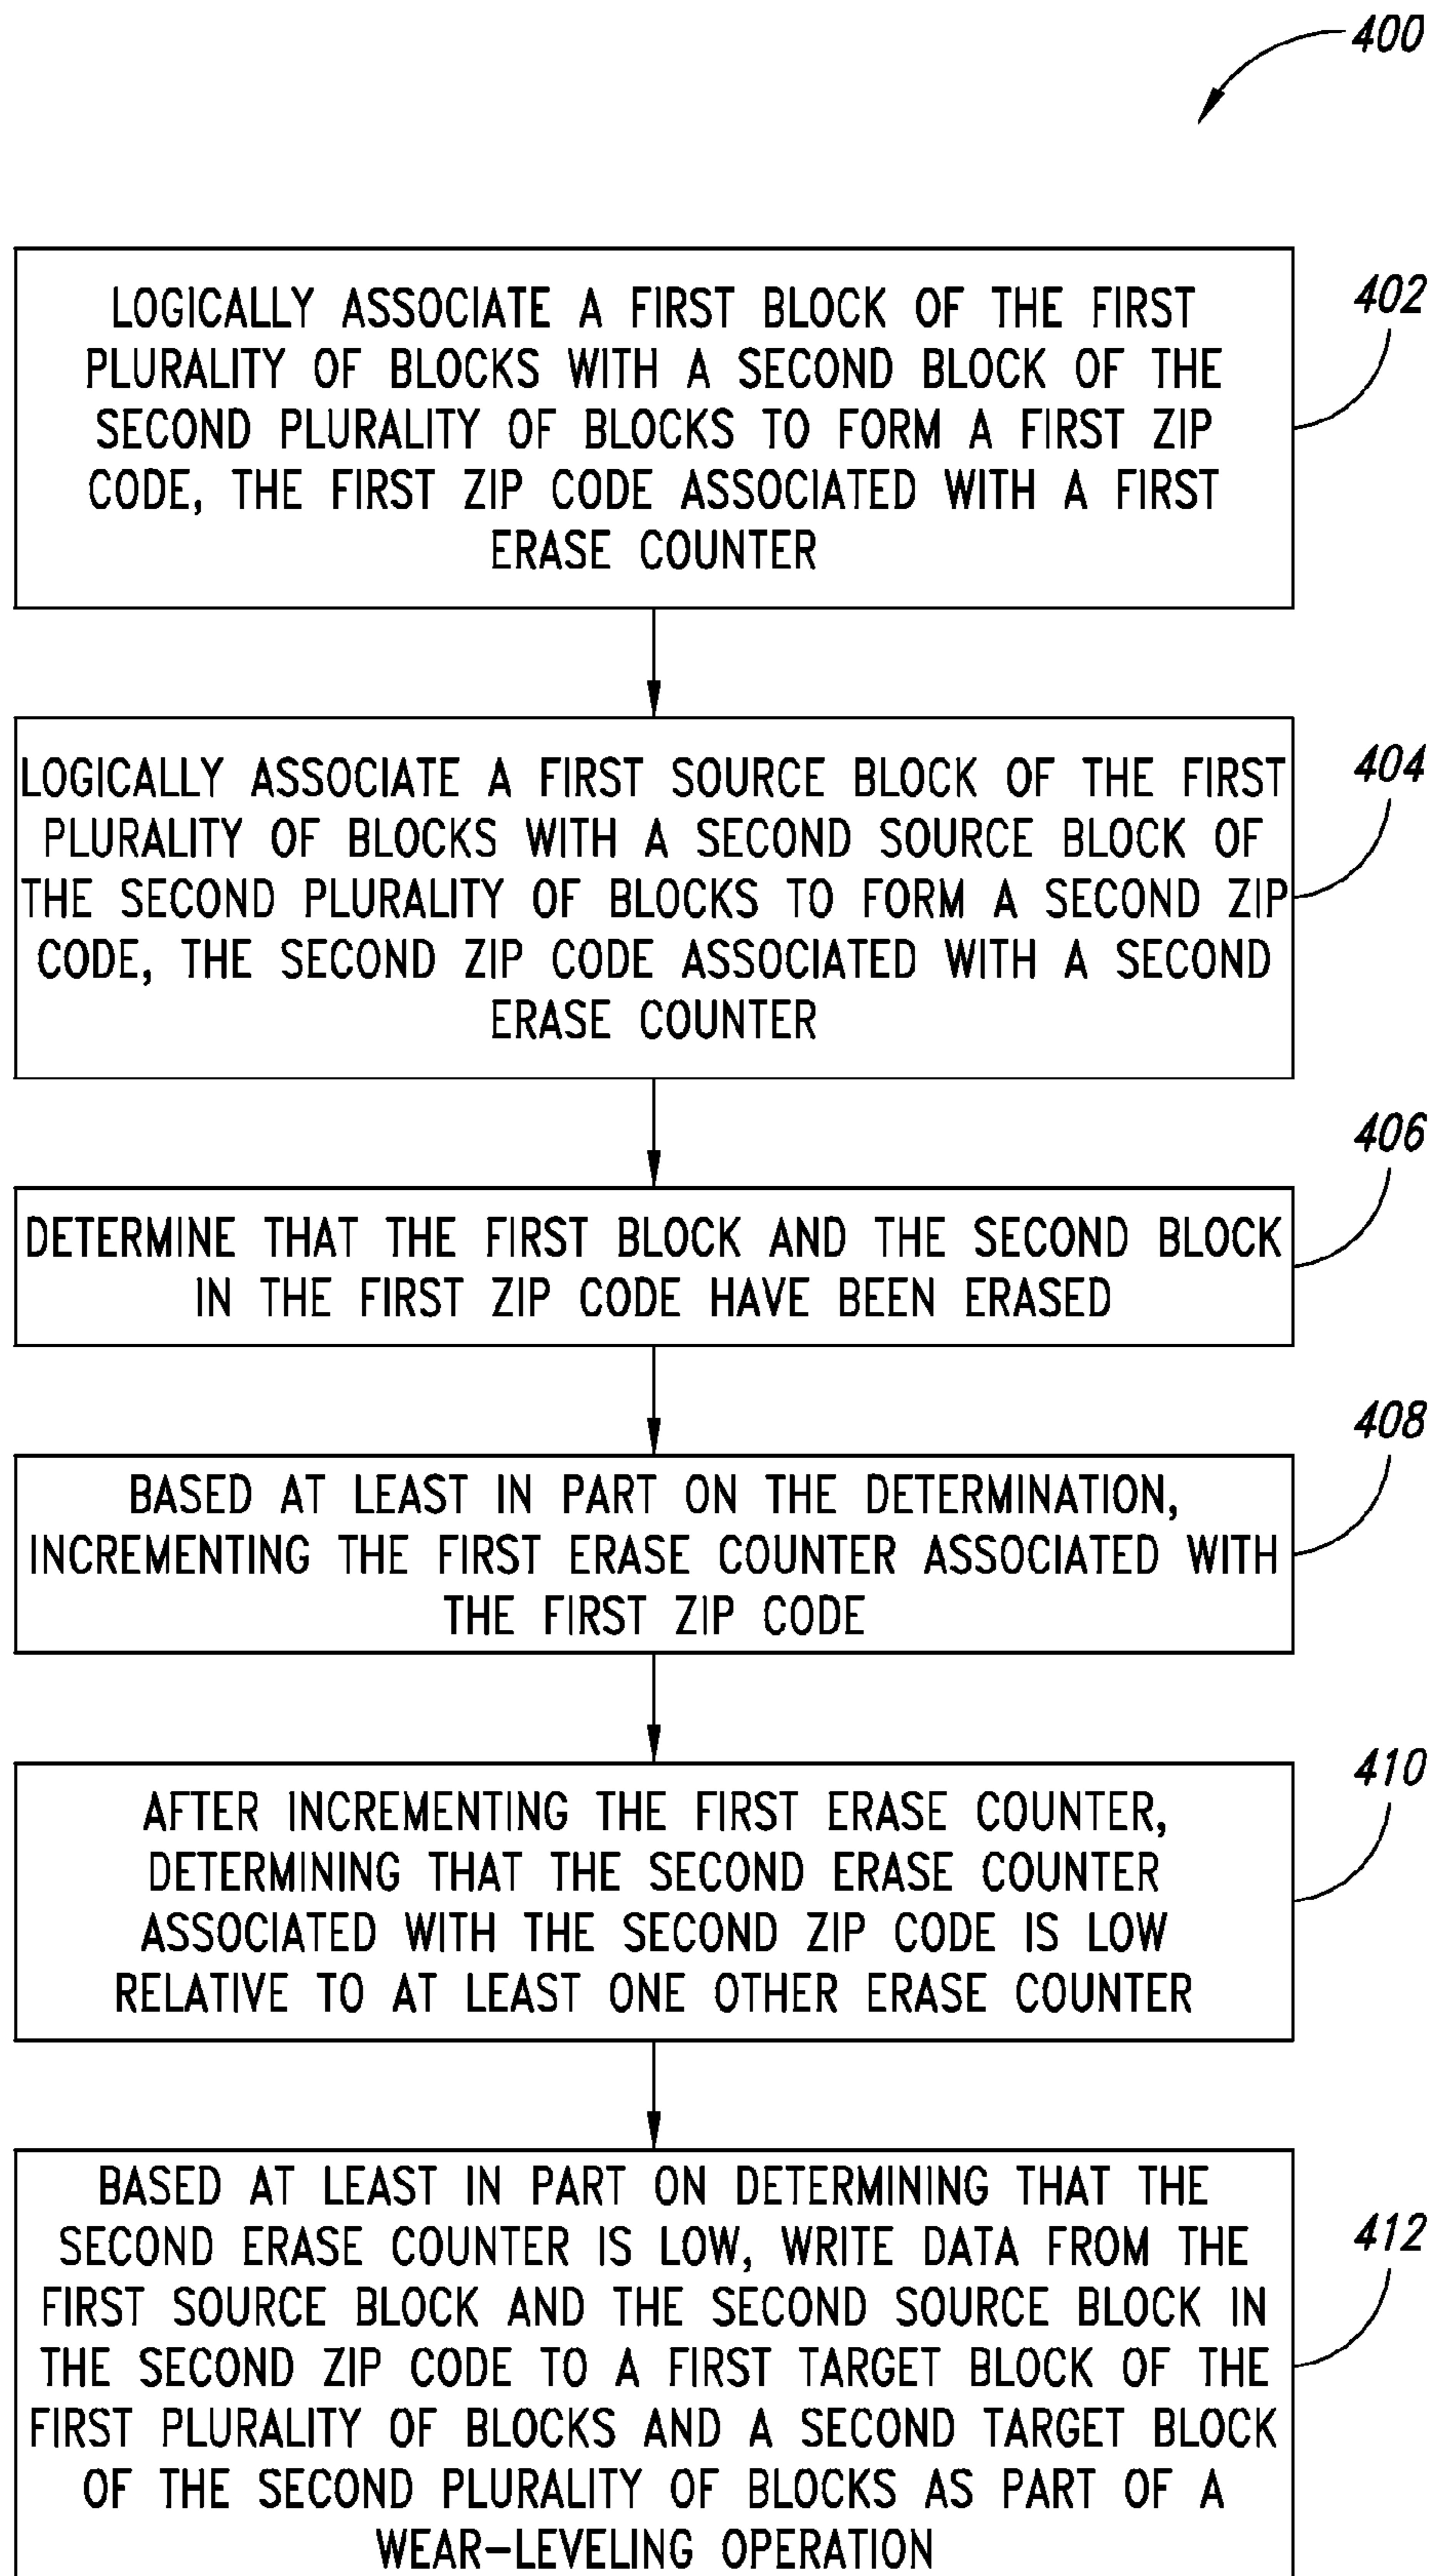 400
LOGICALLY ASSOCIATE A FIRST BLOCK OF THE FIRST
PLURALITY OF BLOCKS WITH A SECOND BLOCK OF THE
SECOND PLURALITY OF BLOCKS TO FORM A FIRST ZIP
CODE, THE FIRST ZIP CODE ASSOCIATED WITH A FIRST
ERASE COUNTER
402
LOGICALLY ASSOCIATE A FIRST SOURCE BLOCK OF THE FIRST
PLURALITY OF BLOCKS WITH A SECOND SOURCE BLOCK OF
THE SECOND PLURALITY OF BLOCKS TO FORM A SECOND ZIP
CODE, THE SECOND ZIP CODE ASSOCIATED WITH A SECOND
ERASE COUNTER
404
DETERMINE THAT THE FIRST BLOCK AND THE SECOND BLOCK
IN THE FIRST ZIP CODE HAVE BEEN ERASED
406
BASED AT LEAST IN PART ON THE DETERMINATION,
INCREMENTING THE FIRST ERASE COUNTER ASSOCIATED WITH
THE FIRST ZIP CODE
408
AFTER INCREMENTING THE FIRST ERASE COUNTER,
DETERMINING THAT THE SECOND ERASE COUNTER
ASSOCIATED WITH THE SECOND ZIP CODE IS LOW
RELATIVE TO AT LEAST ONE OTHER ERASE COUNTER
410
BASED AT LEAST IN PART ON DETERMINING THAT THE
SECOND ERASE COUNTER IS LOW, WRITE DATA FROM THE
FIRST SOURCE BLOCK AND THE SECOND SOURCE BLOCK IN
THE SECOND ZIP CODE TO A FIRST TARGET BLOCK OF THE
FIRST PLURALITY OF BLOCKS AND A SECOND TARGET BLOCK
OF THE SECOND PLURALITY OF BLOCKS AS PART OF A
WEAR-LEVELING OPERATION
412